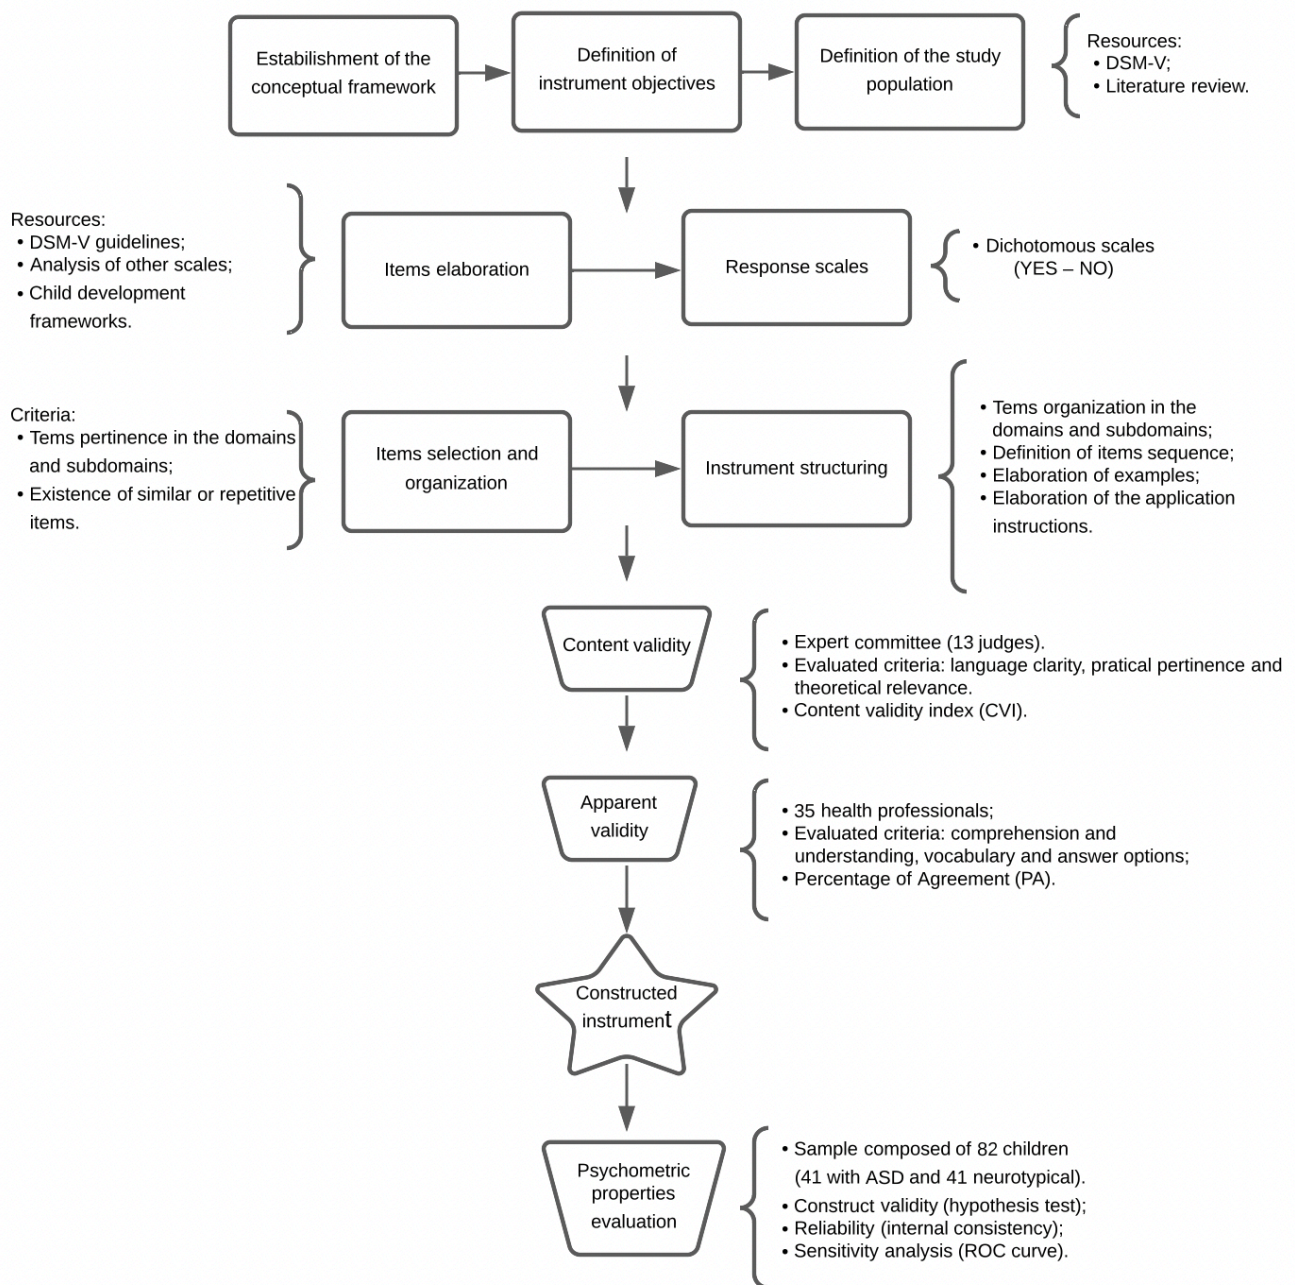 Estabilishment of the
conceptual framework
Definition of
instrument objectives
Definition of the study
population
Resources:
• DSM-V;
• Literature review.
Resources:
• DSM-V guidelines;
• Analysis of other scales;
• Child development
frameworks.
Items elaboration
Response scales
• Dichotomous scales
(YES – NO)
Criteria:
• Tems pertinence in the domains
and subdomains;
• Existence of similar or repetitive
items.
Items selection and
organization
Instrument structuring
• Tems organization in the
domains and subdomains;
• Definition of items sequence;
• Elaboration of examples;
• Elaboration of the application
instructions.
Content validity
• Expert committee (13 judges).
• Evaluated criteria: language clarity, pratical pertinence and
theoretical relevance.
• Content validity index (CVI).
Apparent
validity
• 35 health professionals;
• Evaluated criteria: comprehension and
understanding, vocabulary and answer options;
• Percentage of Agreement (PA).
Constructed
instrument
Psychometric
properties
evaluation
• Sample composed of 82 children
(41 with ASD and 41 neurotypical).
• Construct validity (hypothesis test);
• Reliability (internal consistency);
• Sensitivity analysis (ROC curve).